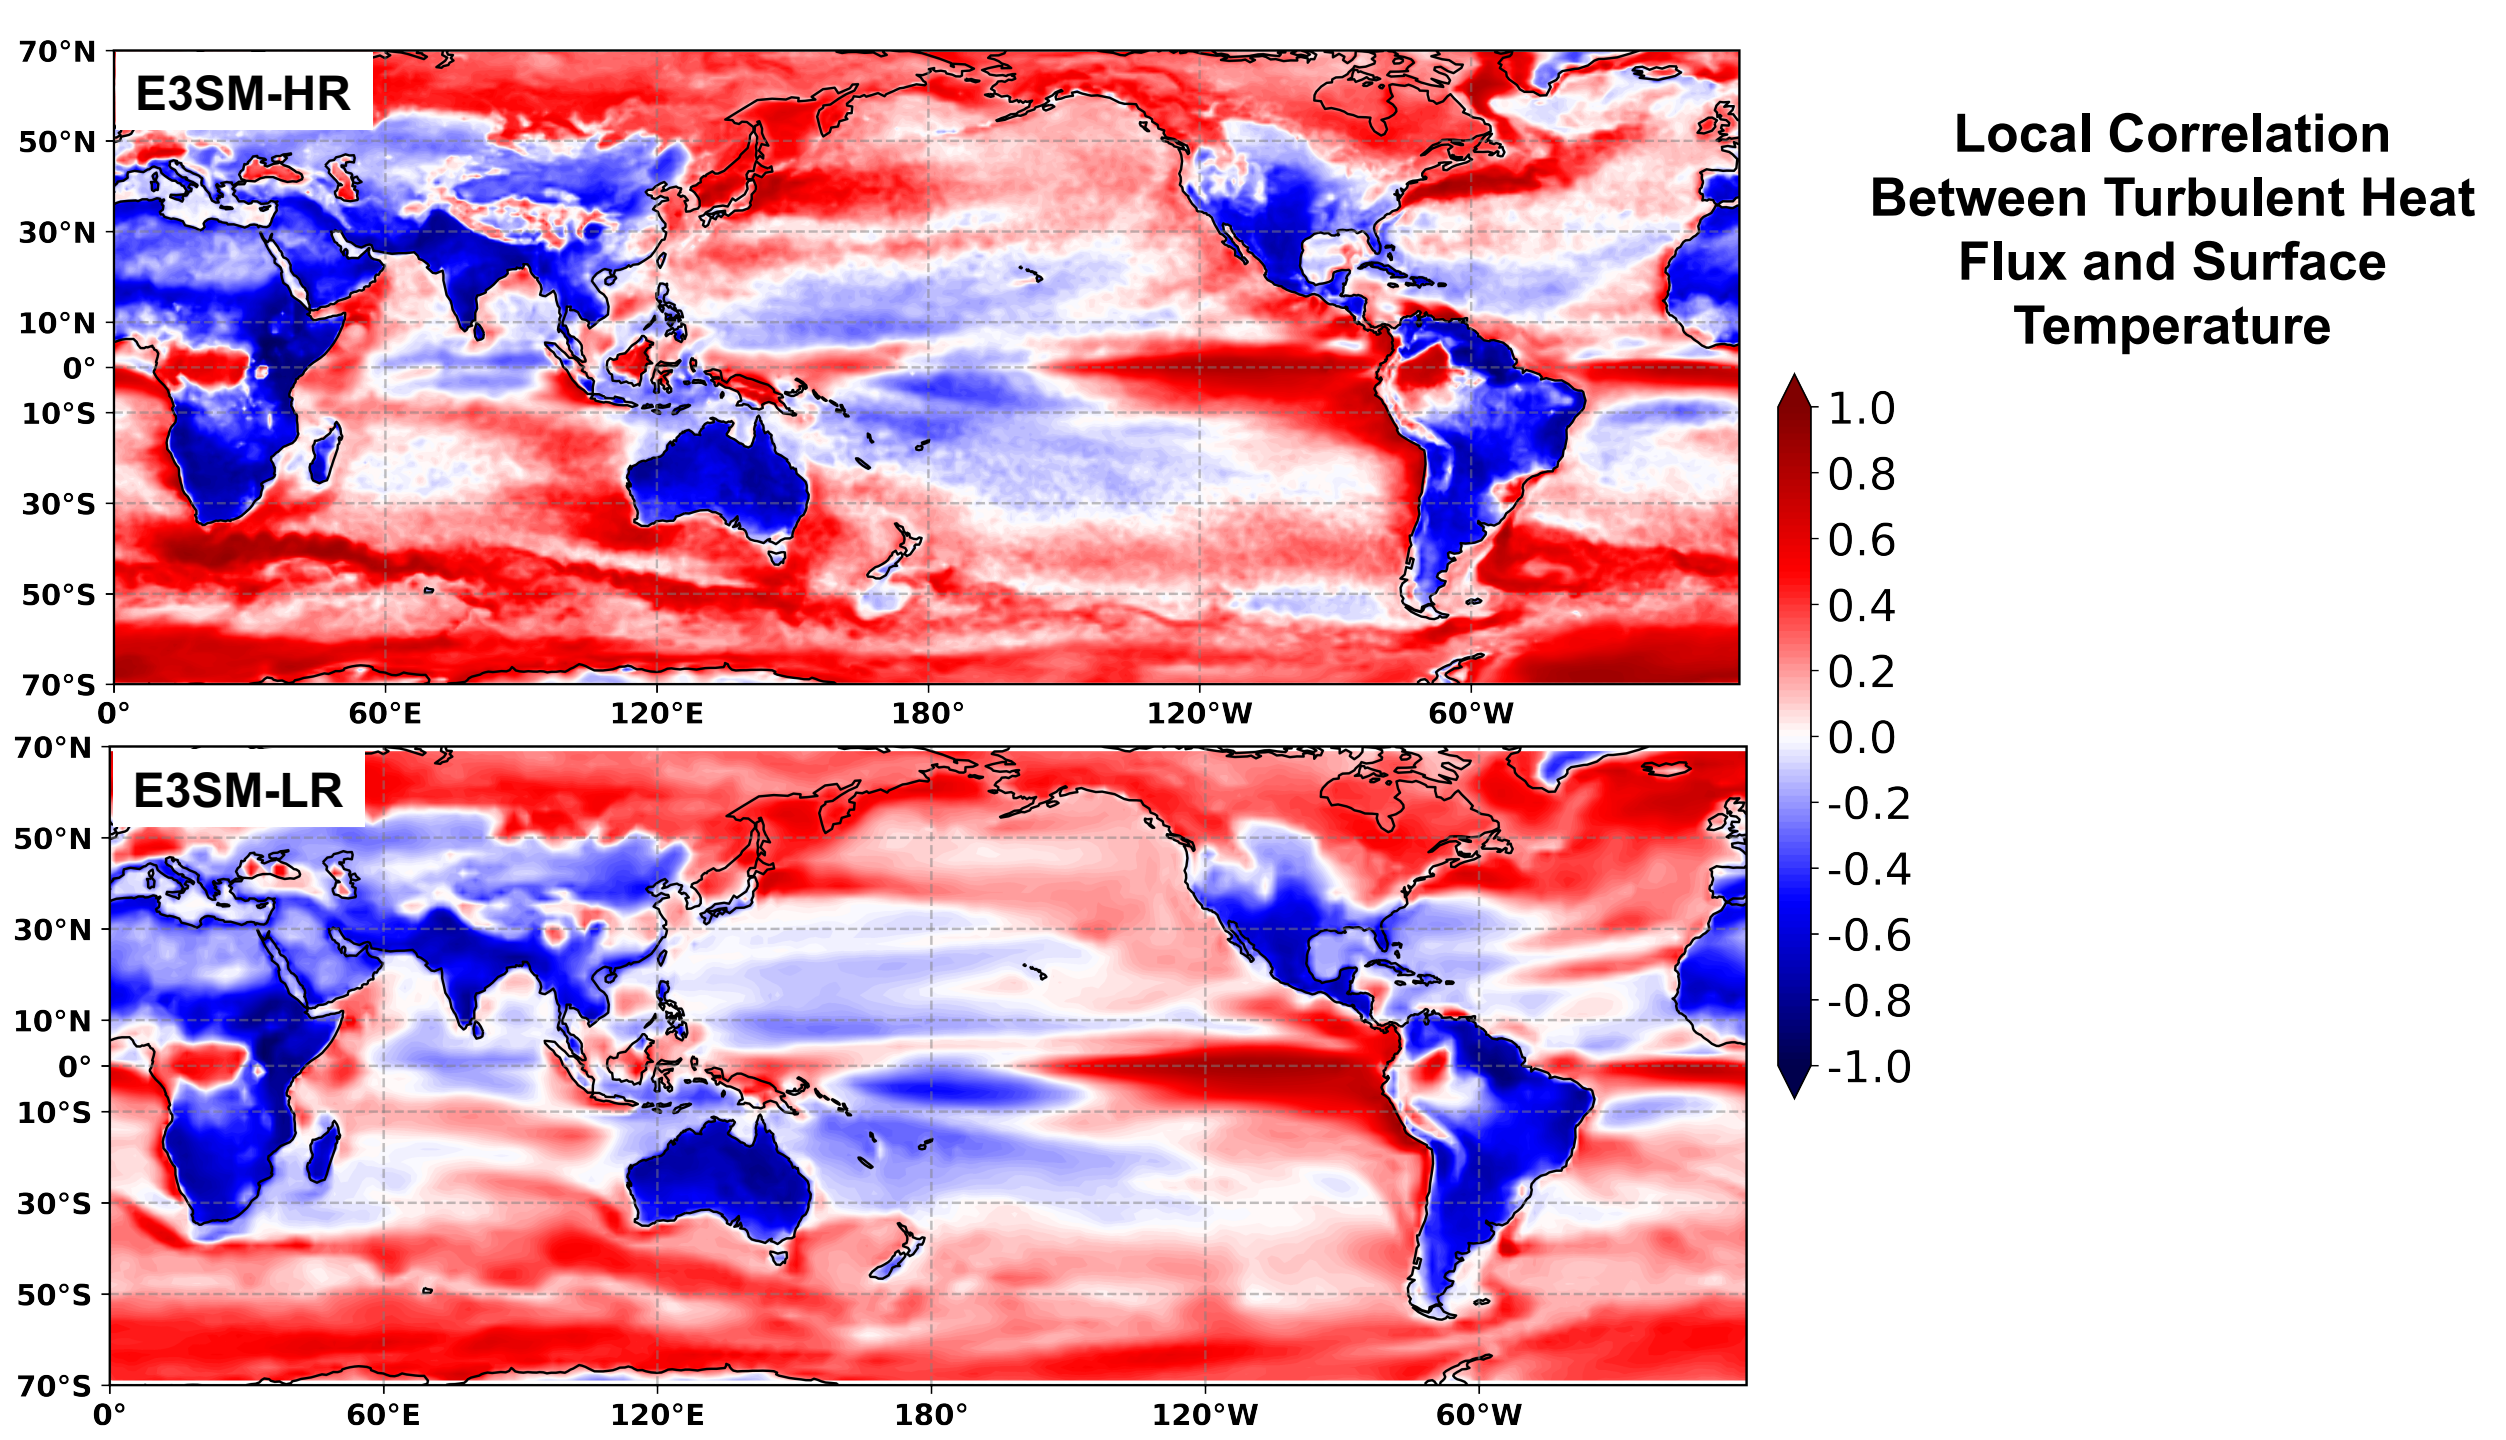 70°N
50°N
30°N
10°N
0°
10°S
30°S
50°S
70°S
E3SM-HR
0°
60°E
120°E
180°
120°W
60°W
70°N
50°N
30°N
10°N
0°
10°S
30°S
50°S
70°S
E3SM-LR
0°
60°E
120°E
180°
120°W
60°W
Local Correlation
Between Turbulent Heat
Flux and Surface
Temperature
1.0
0.8
0.6
0.4
0.2
0.0
-0.2
-0.4
-0.6
-0.8
-1.0